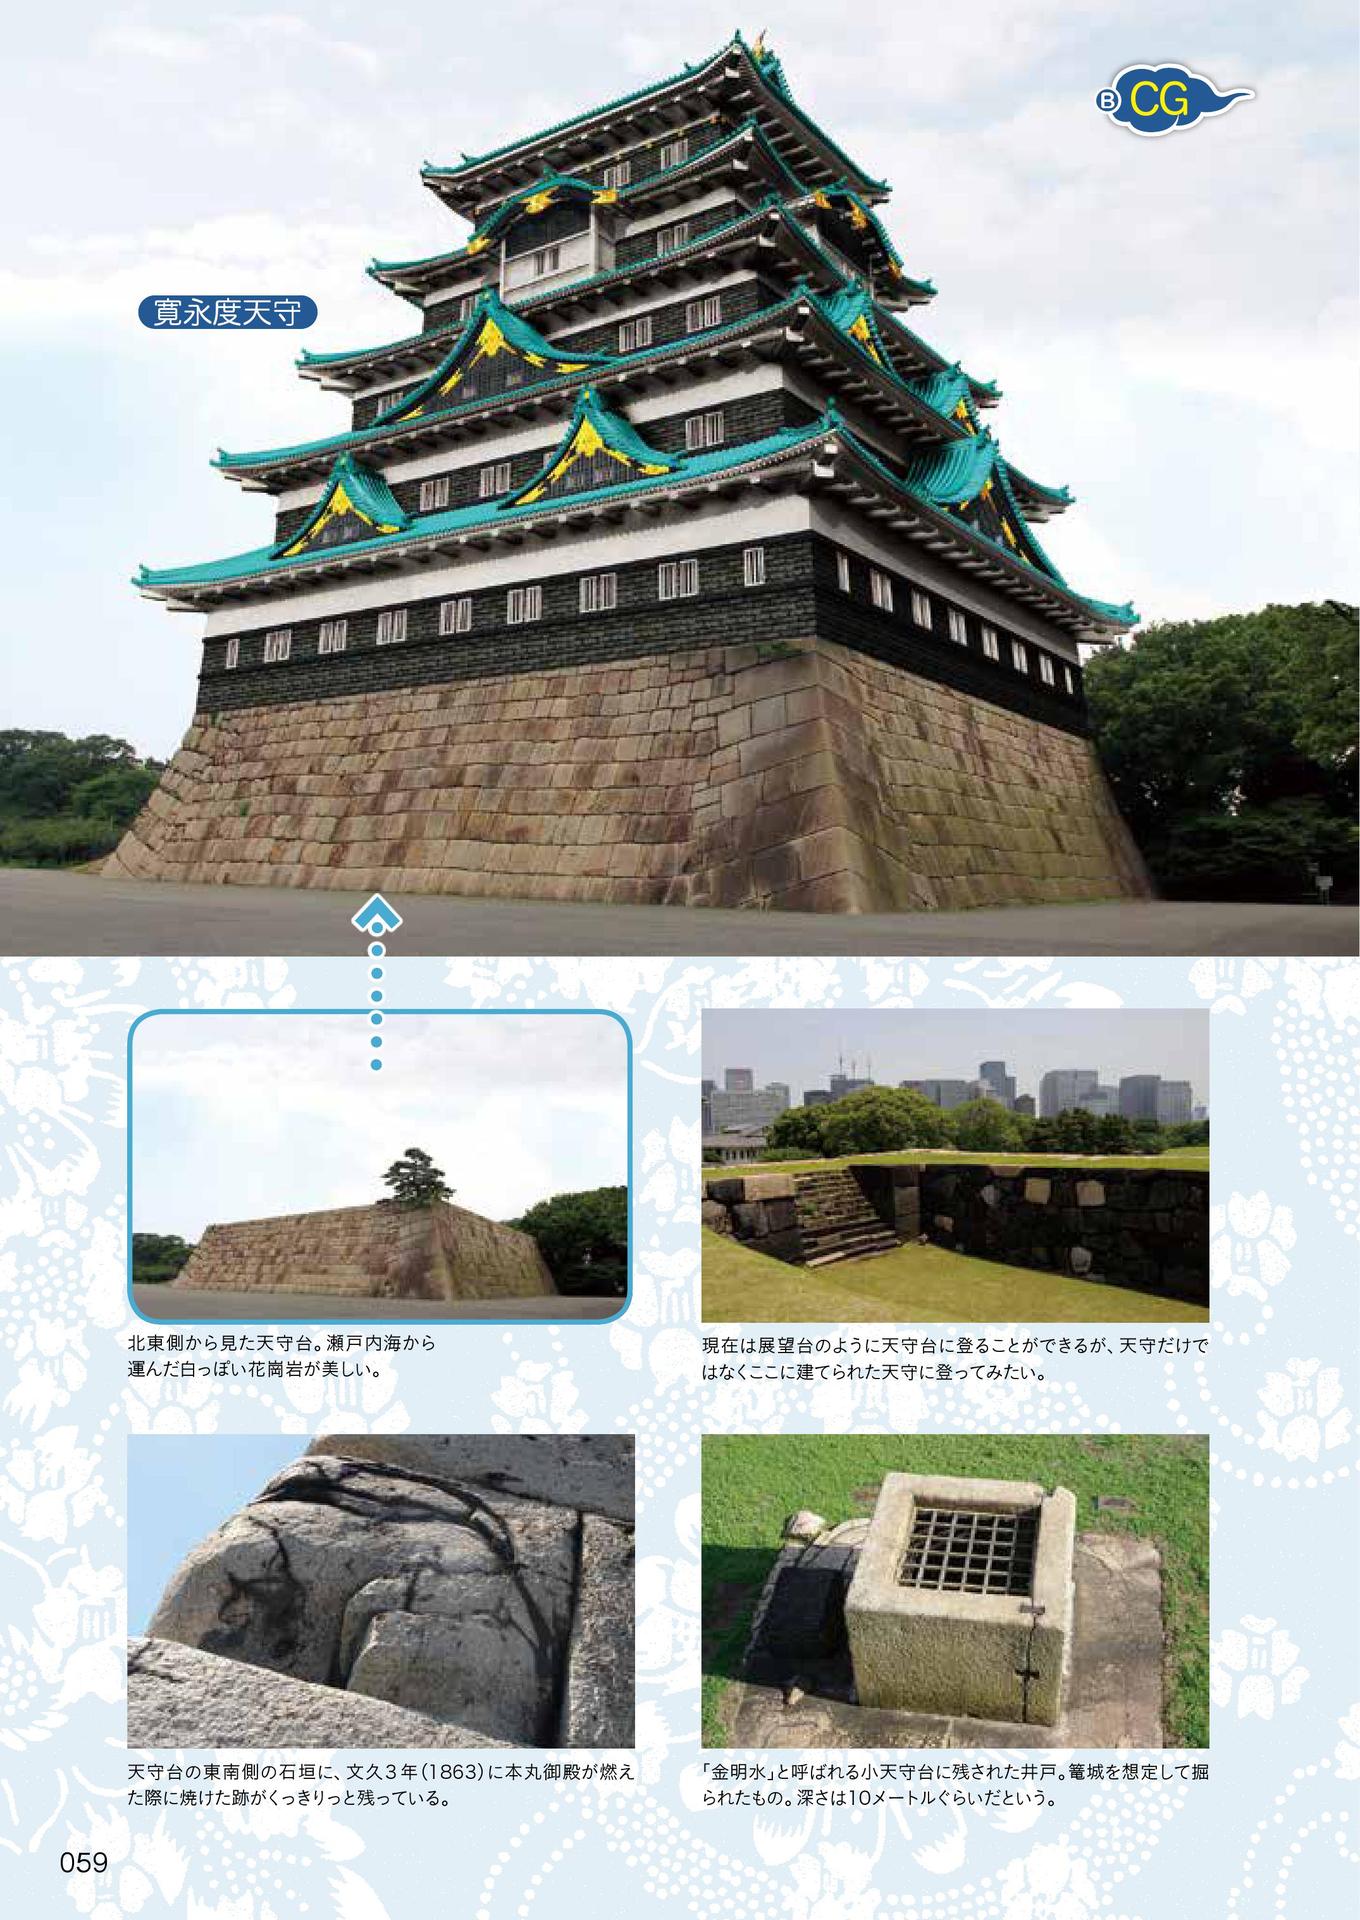 B CG
寛永度天守
北東側から見た天守台。瀬戸内海から
運んだ白っぽい花崗岩が美しい。
現在は展望台のように天守台に登ることができるが、天守だけで
はなくここに建てられた天守に登ってみたい。
天守台の東南側の石垣に、文久3年(1863)に本丸御殿が燃え
た際に焼けた跡がくっきりっと残っている。
「金明水」と呼ばれる小天守台に残された井戸。篭城を想定して掘
られたもの。深さは10メートルぐらいだという。
059